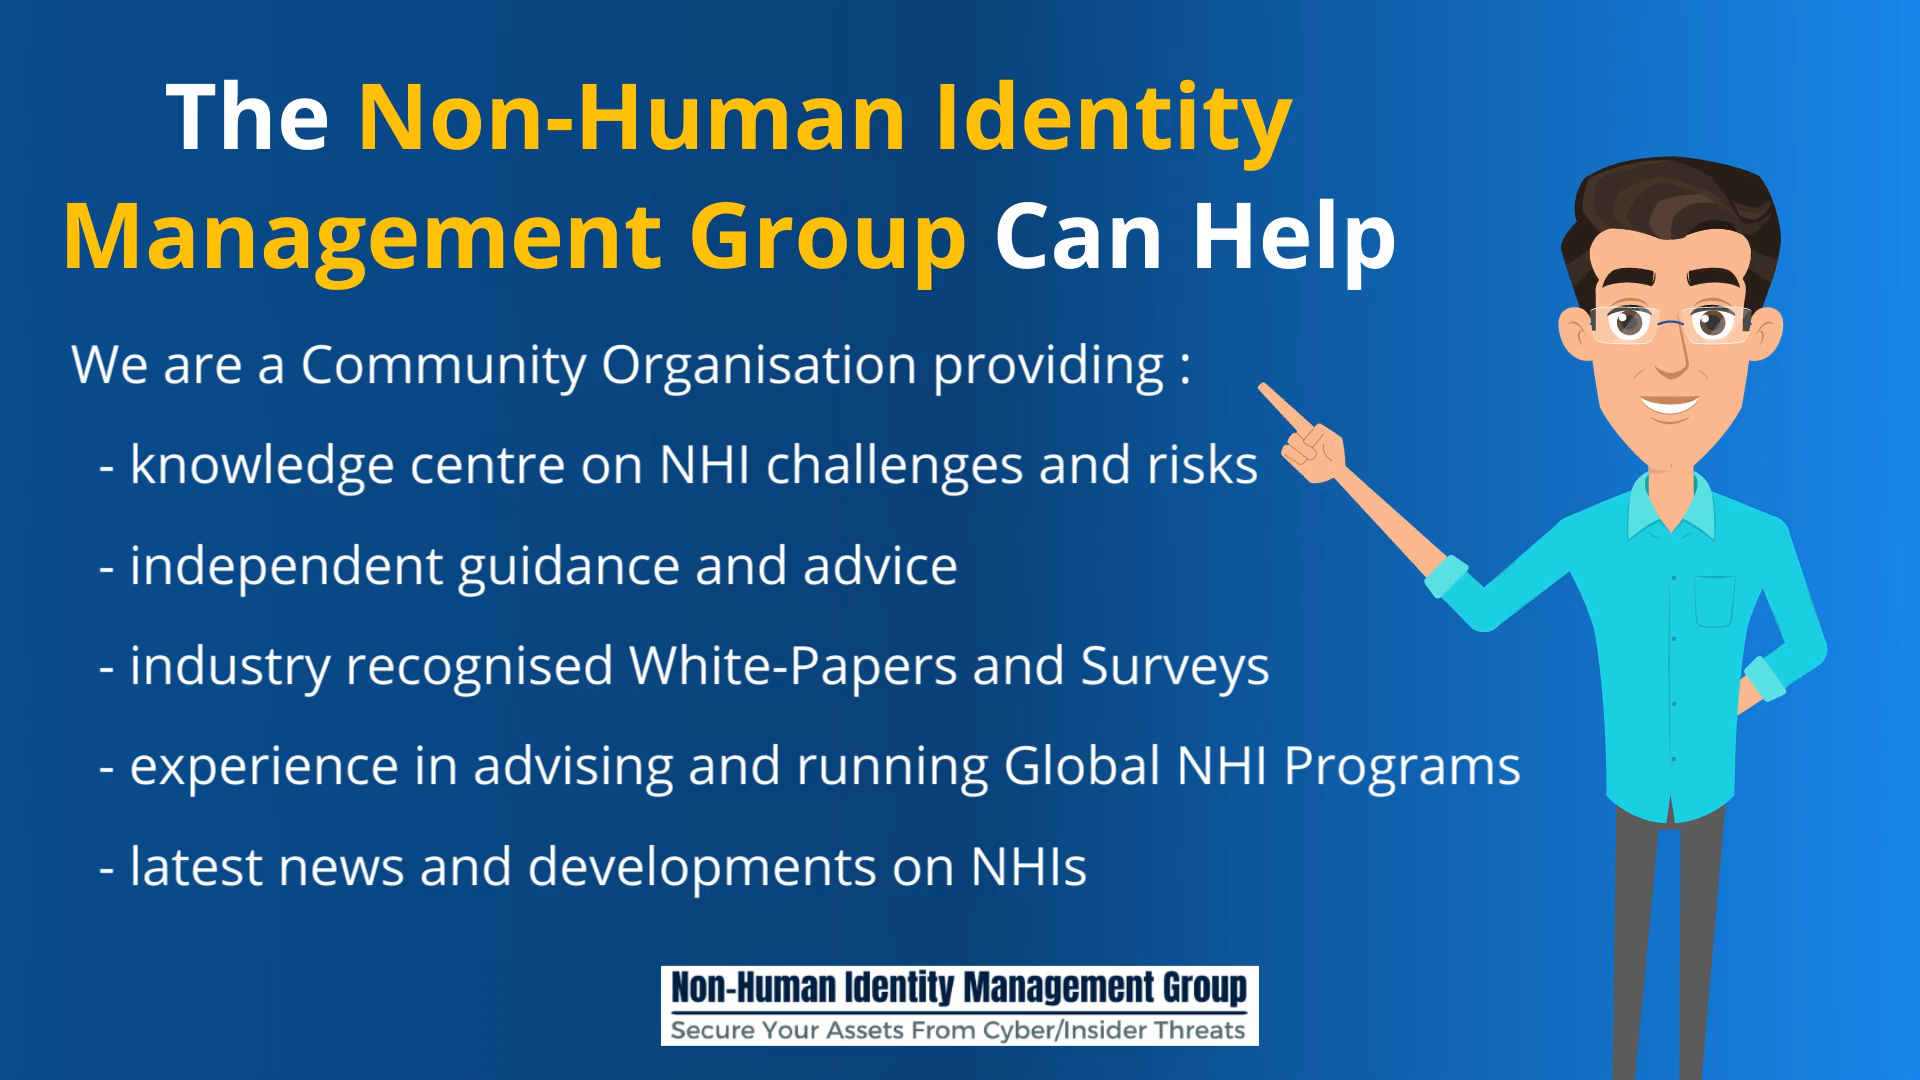 The Non-Human Identity
Management Group Can Help
We are a Community Organisation providing :
- knowledge centre on NHI challenges and risks
- independent guidance and advice
- industry recognised White-Papers and Surveys
- experience in advising and running Global NHI Programs
- latest news and developments on NHIs
Non-Human Identity Management Group
Secure Your Assets From Cyber/Insider Threats